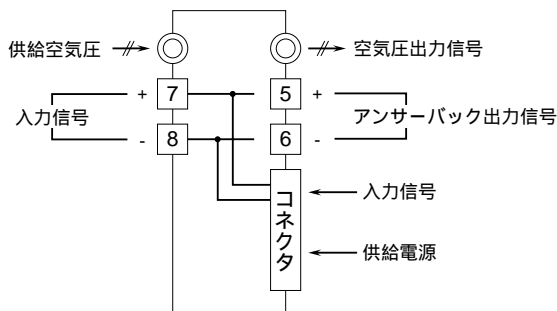 供給空気圧
空気圧出力信号
+ 7 5 +
入力信号
アンサーバック出力信号
- 8 6 -
コネクタ
入力信号
供給電源